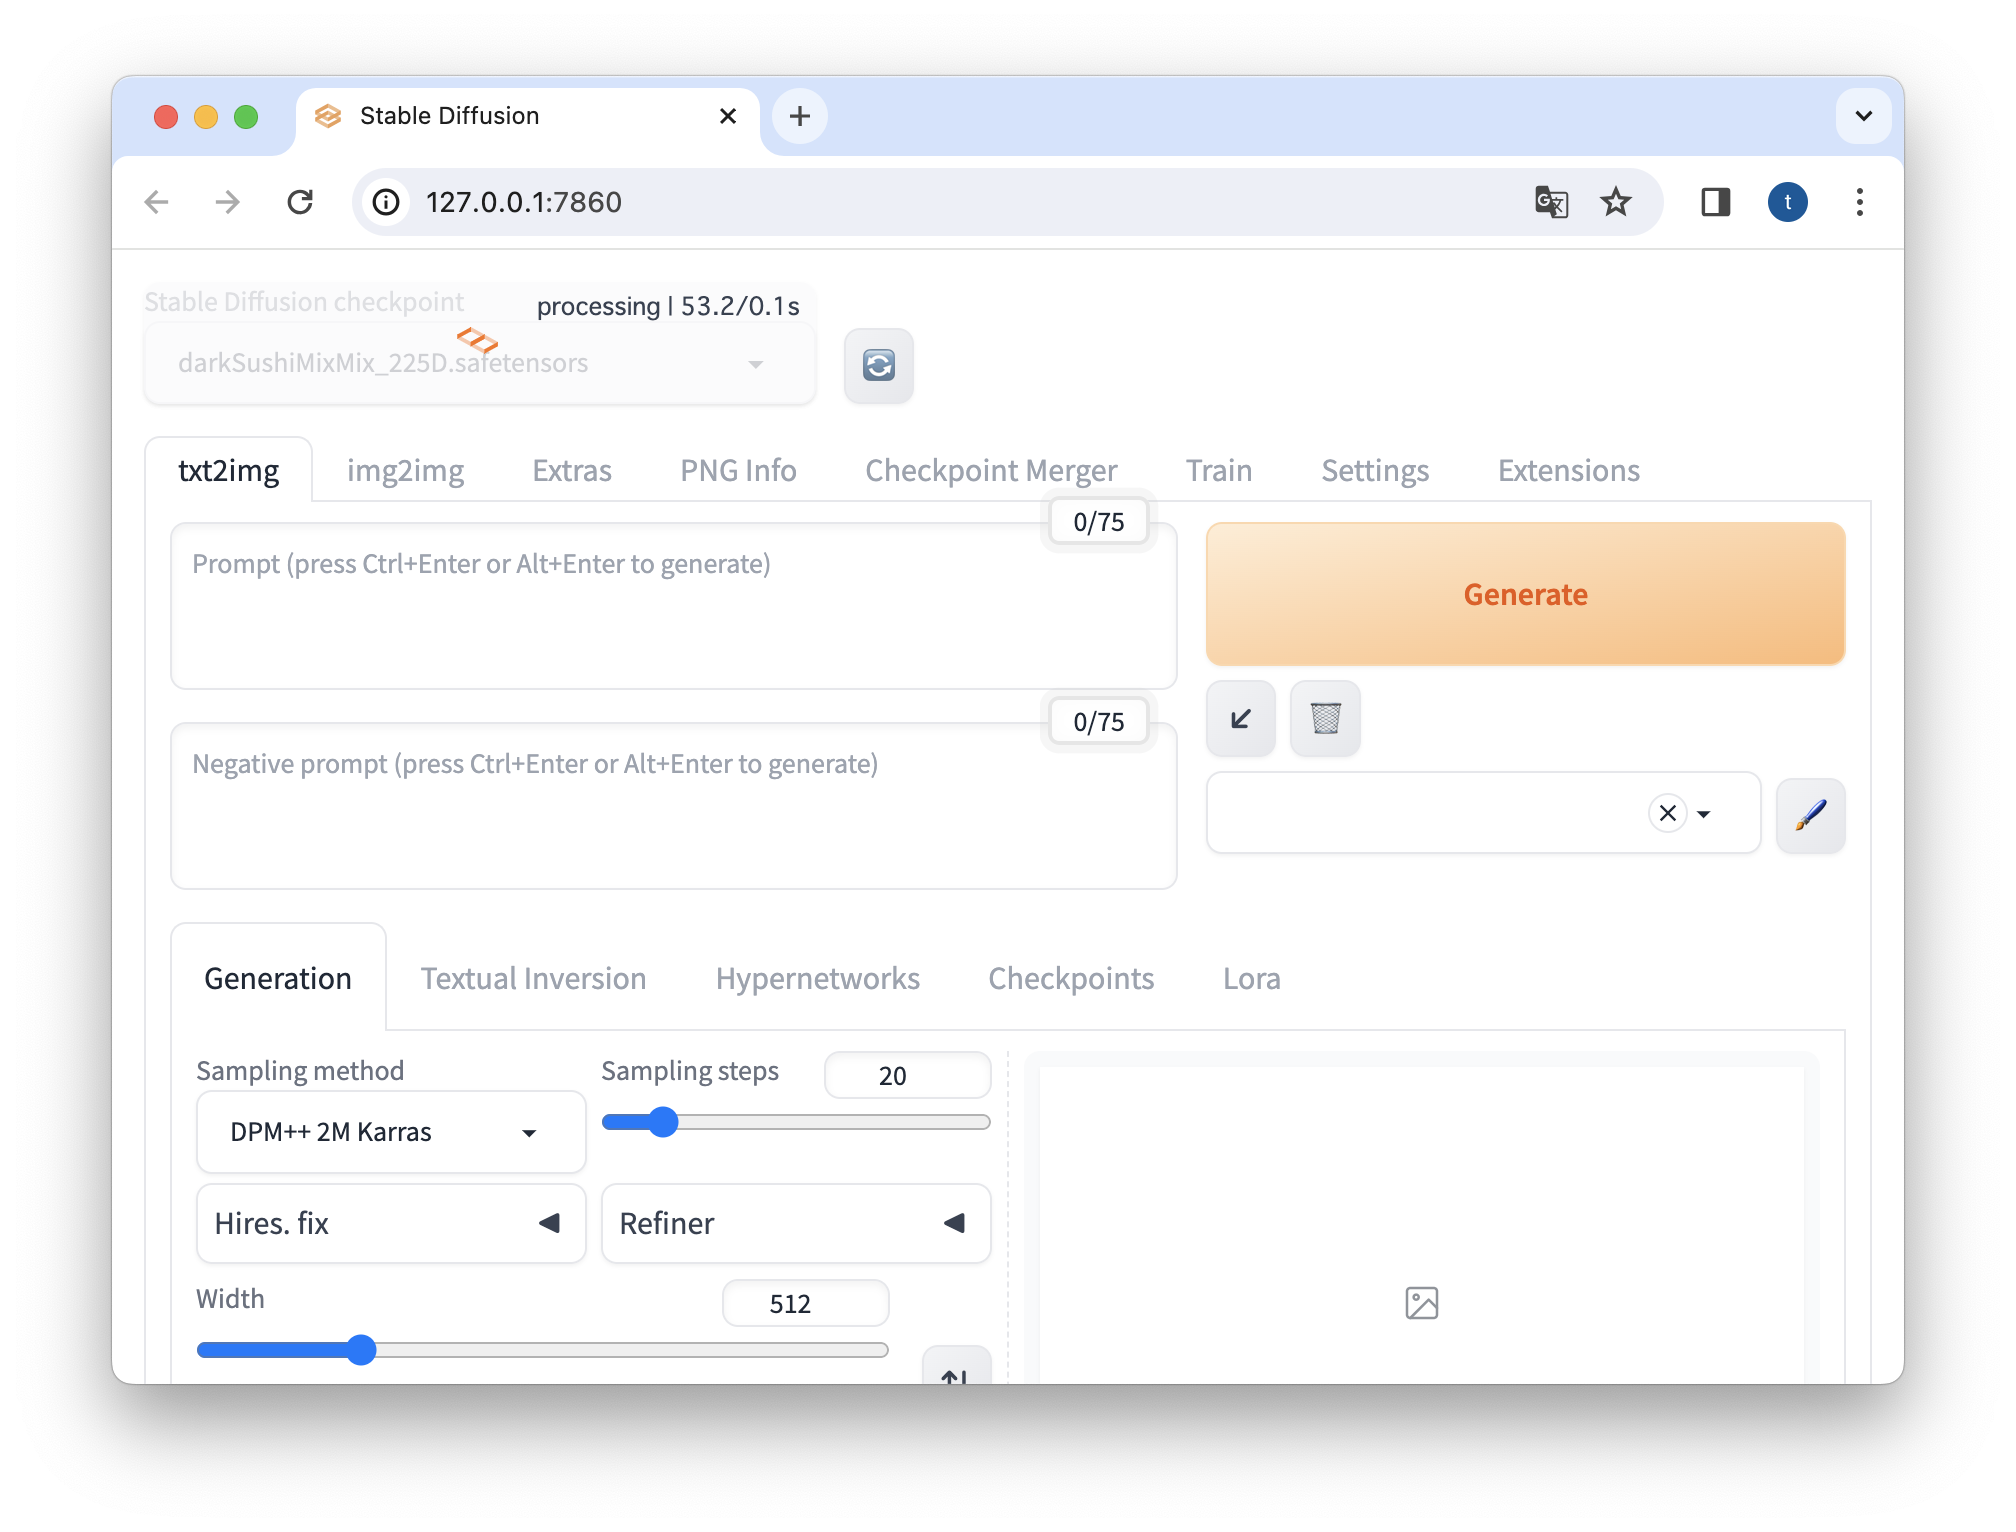 Stable Diffusion
127.0.0.1:7860
t
Stable Diffusion checkpoint
processing | 53.2/0.1s
darkSushiMixMix_225D.safetensors
txt2img img2img Extras PNG Info Checkpoint Merger Train Settings Extensions
0/75
Prompt (press Ctrl+Enter or Alt+Enter to generate)
Generate
0/75
Negative prompt (press Ctrl+Enter or Alt+Enter to generate)
Generation Textual Inversion Hypernetworks Checkpoints Lora
Sampling method
Sampling steps
20
DPM++ 2M Karras
Hires. fix
Refiner
Width
512